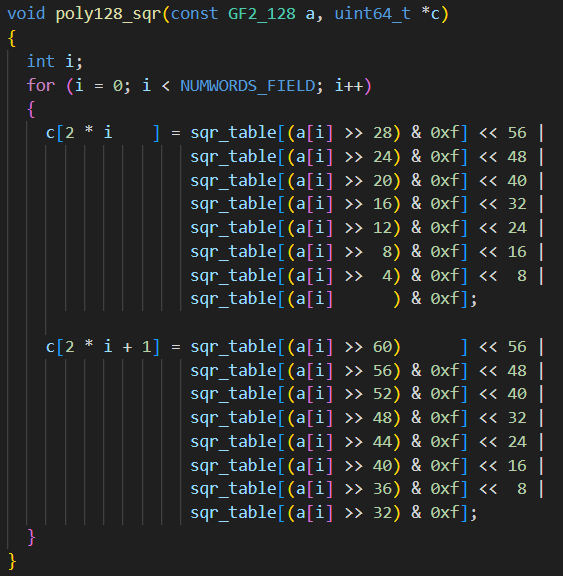 void poly128_sqr(const GF2_128 a, uint64_t *c)
{
  int i;
  for (i = 0; i < NUMWORDS_FIELD; i++)
  {
    c[2 * i    ] = sqr_table[(a[i] >> 28) & 0xf] << 56 |
                   sqr_table[(a[i] >> 24) & 0xf] << 48 |
                   sqr_table[(a[i] >> 20) & 0xf] << 40 |
                   sqr_table[(a[i] >> 16) & 0xf] << 32 |
                   sqr_table[(a[i] >> 12) & 0xf] << 24 |
                   sqr_table[(a[i] >>  8) & 0xf] << 16 |
                   sqr_table[(a[i] >>  4) & 0xf] <<  8 |
                   sqr_table[(a[i]      ) & 0xf];

    c[2 * i + 1] = sqr_table[(a[i] >> 60)      ] << 56 |
                   sqr_table[(a[i] >> 56) & 0xf] << 48 |
                   sqr_table[(a[i] >> 52) & 0xf] << 40 |
                   sqr_table[(a[i] >> 48) & 0xf] << 32 |
                   sqr_table[(a[i] >> 44) & 0xf] << 24 |
                   sqr_table[(a[i] >> 40) & 0xf] << 16 |
                   sqr_table[(a[i] >> 36) & 0xf] <<  8 |
                   sqr_table[(a[i] >> 32) & 0xf];
  }
}